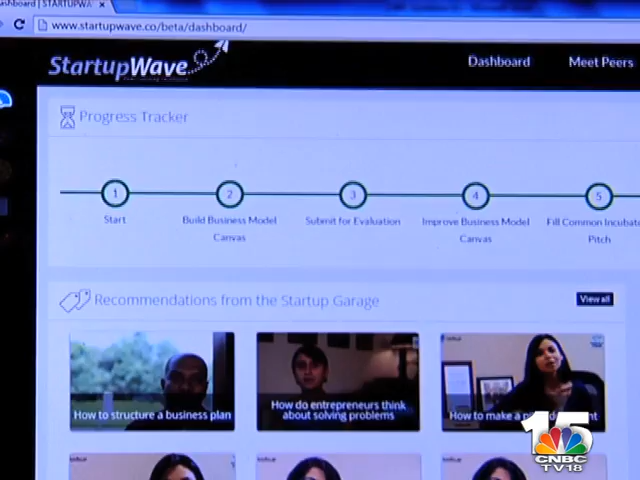 ashboard | STARTUPWA
www.startupwave.co/beta/dashboard/
StartupWave
Dashboard
Meet Peers
Progress Tracker
1
2
3
4
5
Start
Build Business Model
Canvas
Submit for Evaluation
Improve Business Model
Canvas
Fill Common Incubato
Pitch
Recommendations from the Startup Garage
View all
How to structure a business plan
How do entrepreneurs think
about solving problems
How to make a p
nt
15
CNBC
TV18